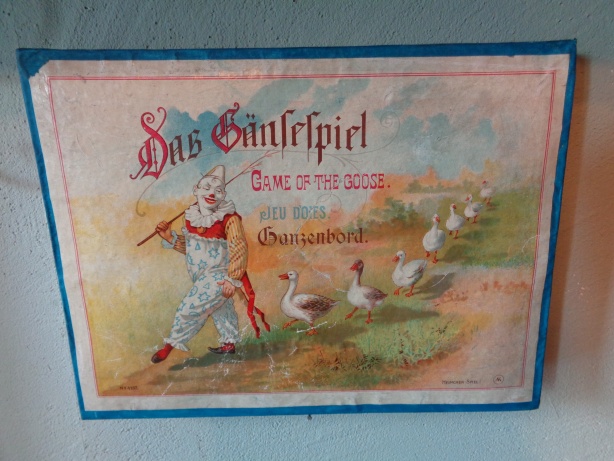 Das Gänsespiel
GAME OF THE GOOSE.
JEU D'OIES.
Ganzenbord.